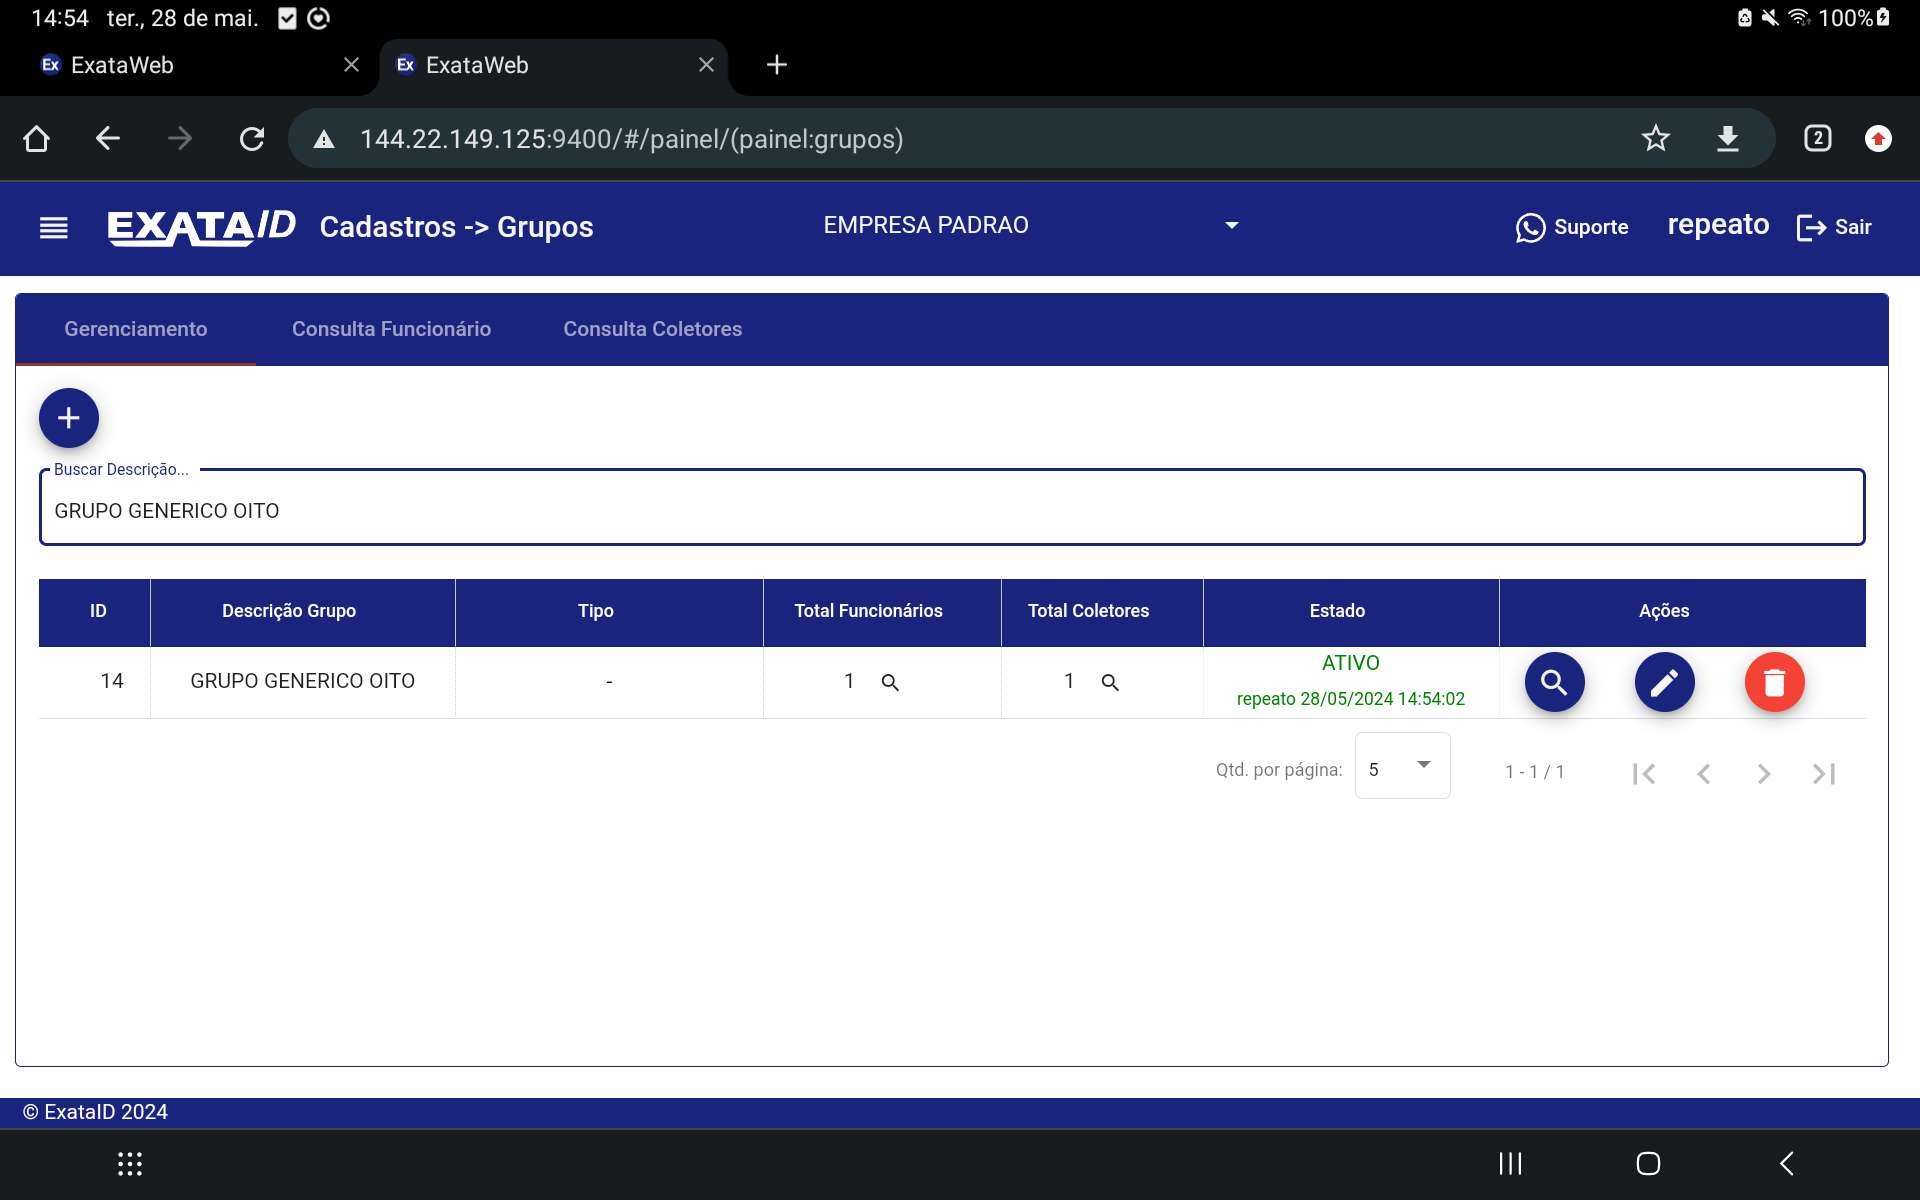 14:54 ter., 28 de mai. 100%
Ex ExataWeb Ex ExataWeb
144.22.149.125:9400/#/painel/(painel:grupos) 2
EXATAID Cadastros -> Grupos EMPRESA PADRAO Suporte repeato Sair
Gerenciamento Consulta Funcionário Consulta Coletores
Buscar Descrição...
GRUPO GENERICO OITO
ID Descrição Grupo Tipo Total Funcionários Total Coletores Estado Ações
14 GRUPO GENERICO OITO - 1 1 ATIVO
repeato 28/05/2024 14:54:02
Qtd. por página: 5 1 - 1 / 1
© ExataID 2024